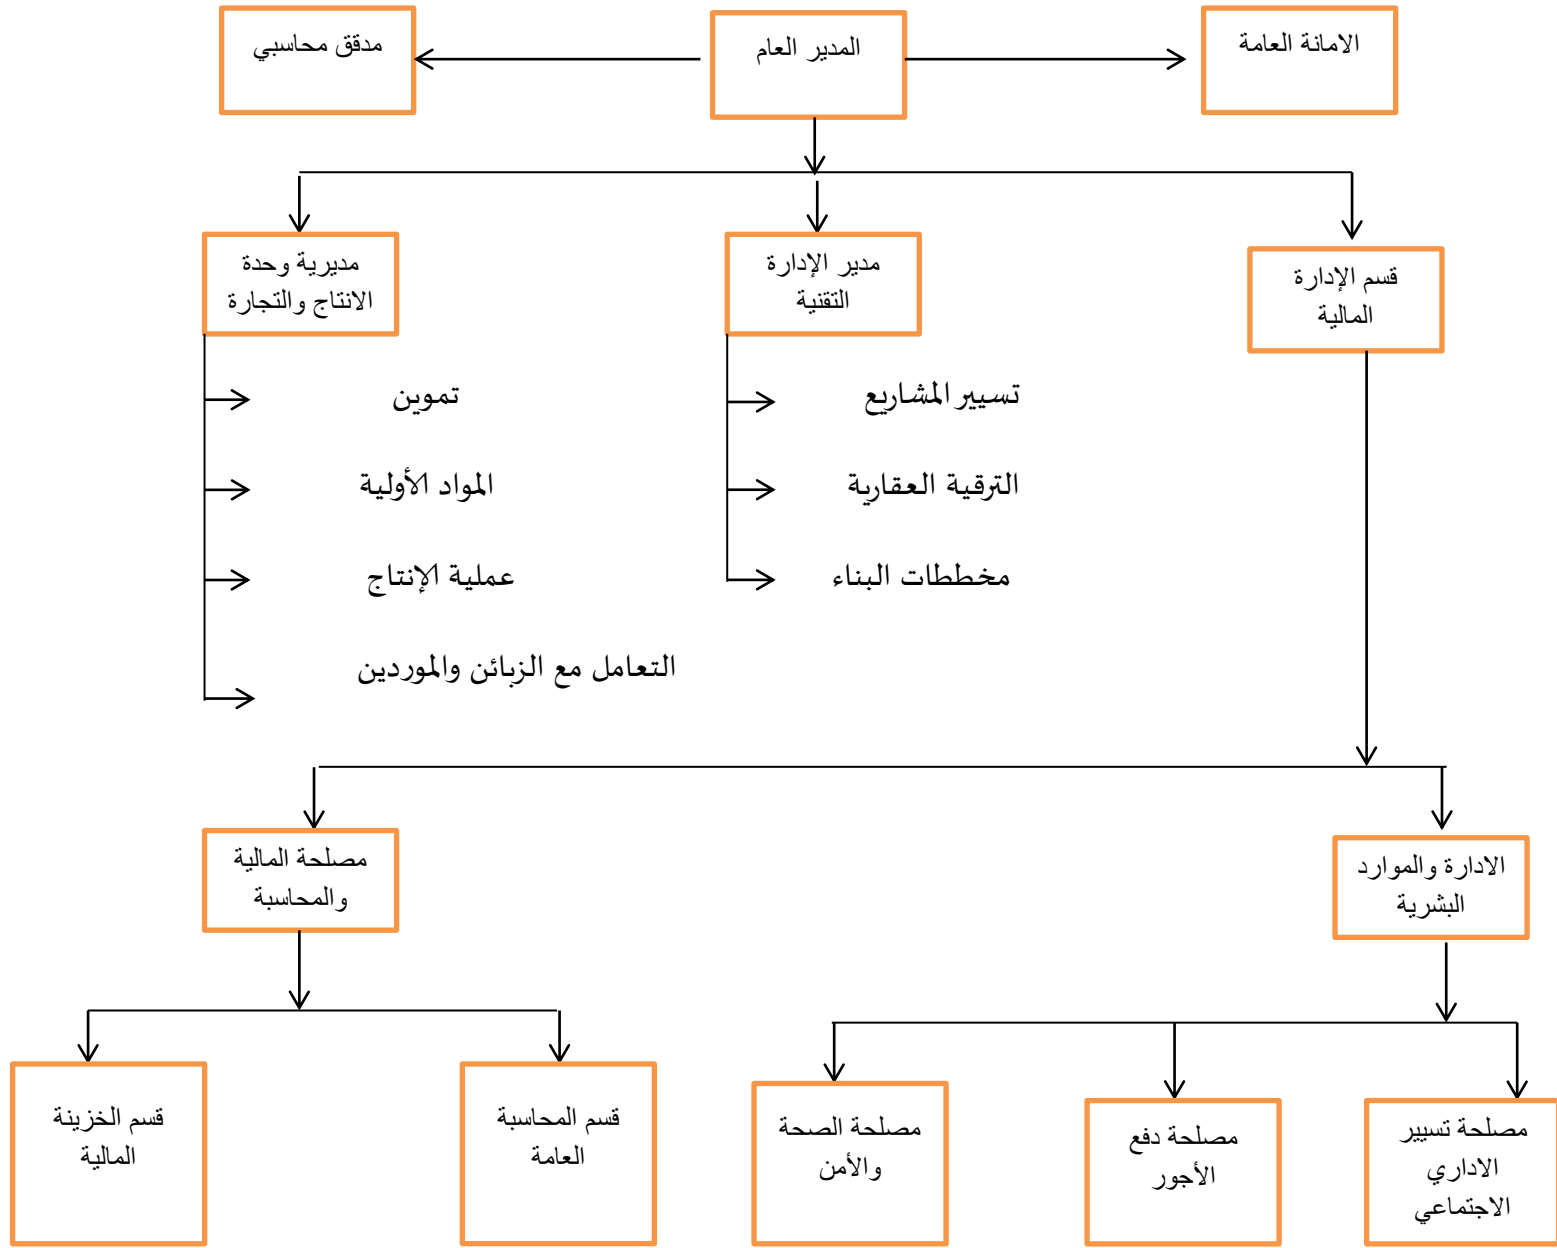 الامانة العامة
المدير العام
مدقق محاسبي
قسم الإدارة
المالية
مدير الإدارة
التقنية
مديرية وحدة
الانتاج والتجارة
تسيير المشاريع
الترقية العقارية
مخططات البناء
تموين
المواد الأولية
عملية الإنتاج
التعامل مع الزبائن والموردين
الادارة والموارد
البشرية
مصلحة المالية
والمحاسبة
مصلحة تسيير
الاداري
الاجتماعي
مصلحة دفع
الأجور
مصلحة الصحة
والأمن
قسم المحاسبة
العامة
قسم الخزينة
المالية